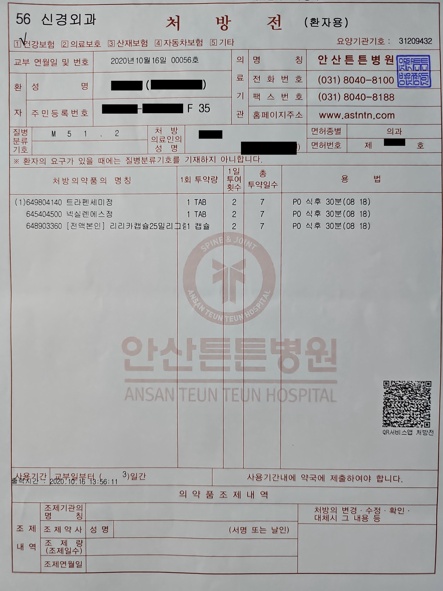 56 신경외과
처 방 전 (환자용)
√
1 건강보험 2 의료보호 3 산재보험 4 자동차보험 5 기타
요양기관기호: 31209432
교부 연월일 및 번호 2020년10월16일 00056호
의료기관
명 칭 안산튼튼병원
전화번호 (031) 8040-8100
팩스번호 (031) 8040-8188
홈페이지주소 www.astntn.com
환자
성 명 ( )
주민등록번호 - F 35
질병분류기호 M 51 . 2
처 방 의료인의 성 명
면허종별 의과
면허번호 제 호
※ 환자의 요구가 있을 때에는 질병분류기호를 기재하지 아니합니다.
처방의약품의 명칭 1회 투약량 1일 투여 횟수 총 투약일수 용 법
(1)649804140 트라펜세미정 1 TAB 2 7 PO 식후 30분(08 18)
645404500 넥실렌에스정 1 TAB 2 7 PO 식후 30분(08 18)
648903360 [전액본인] 리리카캡슐25밀리그 1 캡슐 2 7 PO 식후 30분(08 18)
SPINE & JOINT
ANSAN TEUN TEUN HOSPITAL
안산튼튼병원
ANSAN TEUN TEUN HOSPITAL
QR서비스앱 처방전
사용기간 교부일부터 ( 3)일간 사용기간내에 약국에 제출하여야 합니다.
출력시간 : 2020.10.16 13:56:11
의 약 품 조 제 내 역
조제 내역
조제기관의 명 칭
조제약사 성 명 (서명 또는 날인)
조 제 량 (조제일수)
조제연월일
처방의 변경·수정·확인·대체시 그 내용 등